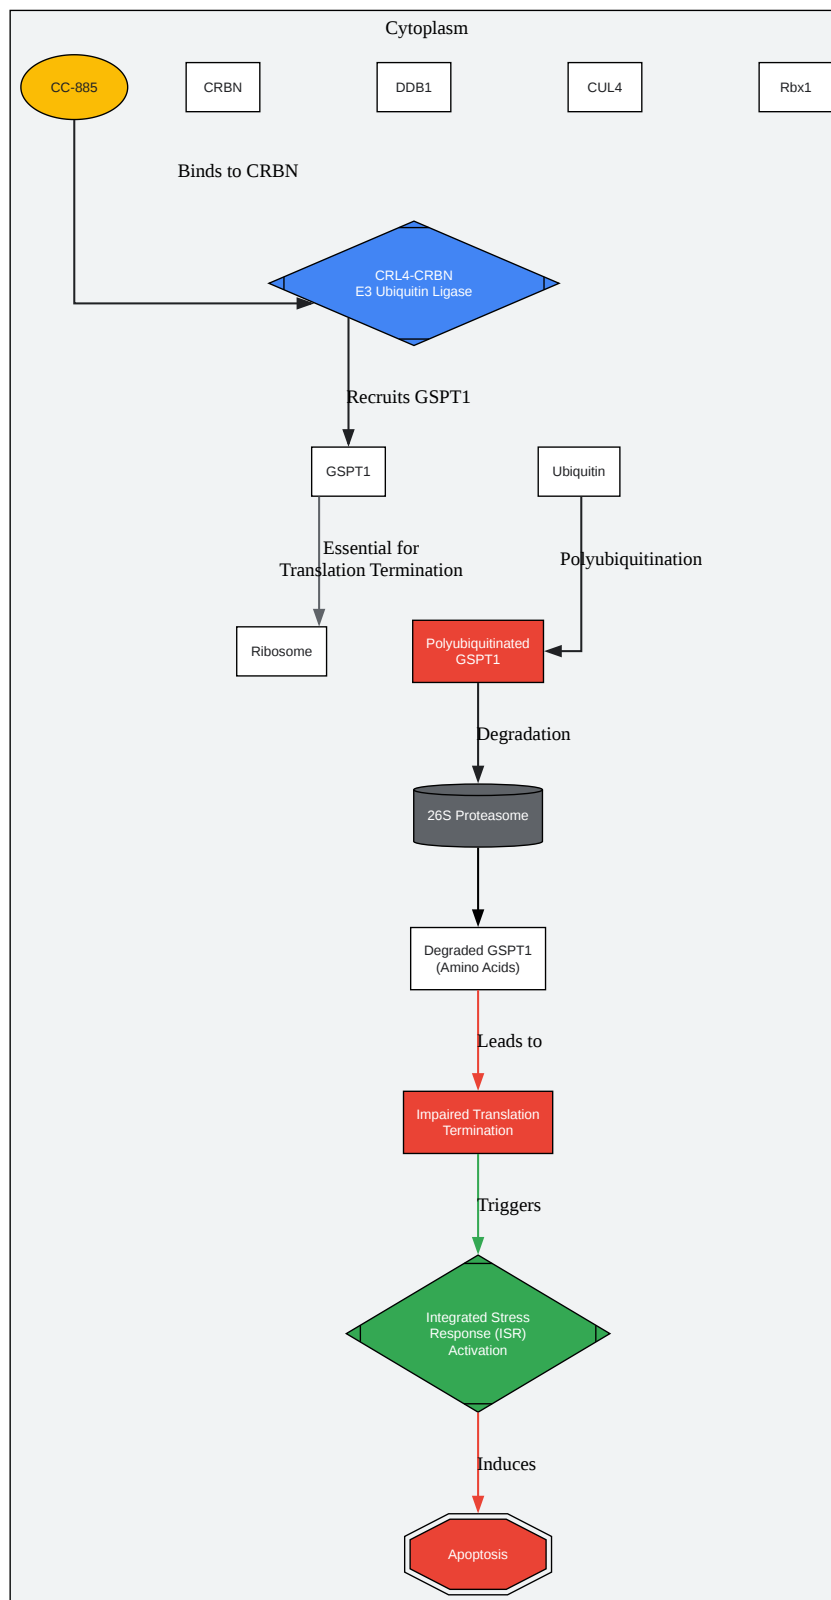 Cytoplasm
CC-885
CRBN
DDB1
CUL4
Rbx1
Binds to CRBN
CRL4-CRBN
E3 Ubiquitin Ligase
Recruits GSPT1
GSPT1
Ubiquitin
Essential for
Translation Termination
Polyubiquitination
Ribosome
Polyubiquitinated
GSPT1
Degradation
26S Proteasome
Degraded GSPT1
(Amino Acids)
Leads to
Impaired Translation
Termination
Triggers
Integrated Stress
Response (ISR)
Activation
Induces
Apoptosis